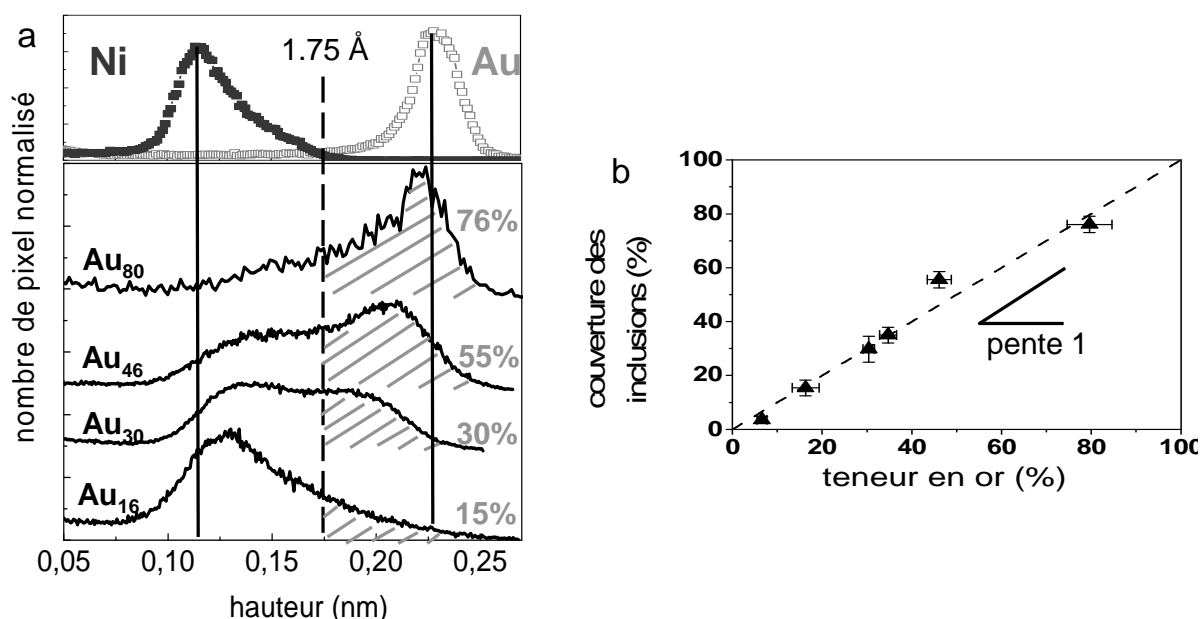 a
Ni
1.75 Å
Au
nombre de pixel normalisé
Au80
76%
Au46
55%
Au30
30%
Au16
15%
0,05 0,10 0,15 0,20 0,25
hauteur (nm)
b
couverture des
inclusions (%)
100
80
60
40
20
0
pente 1
0 20 40 60 80 100
teneur en or (%)